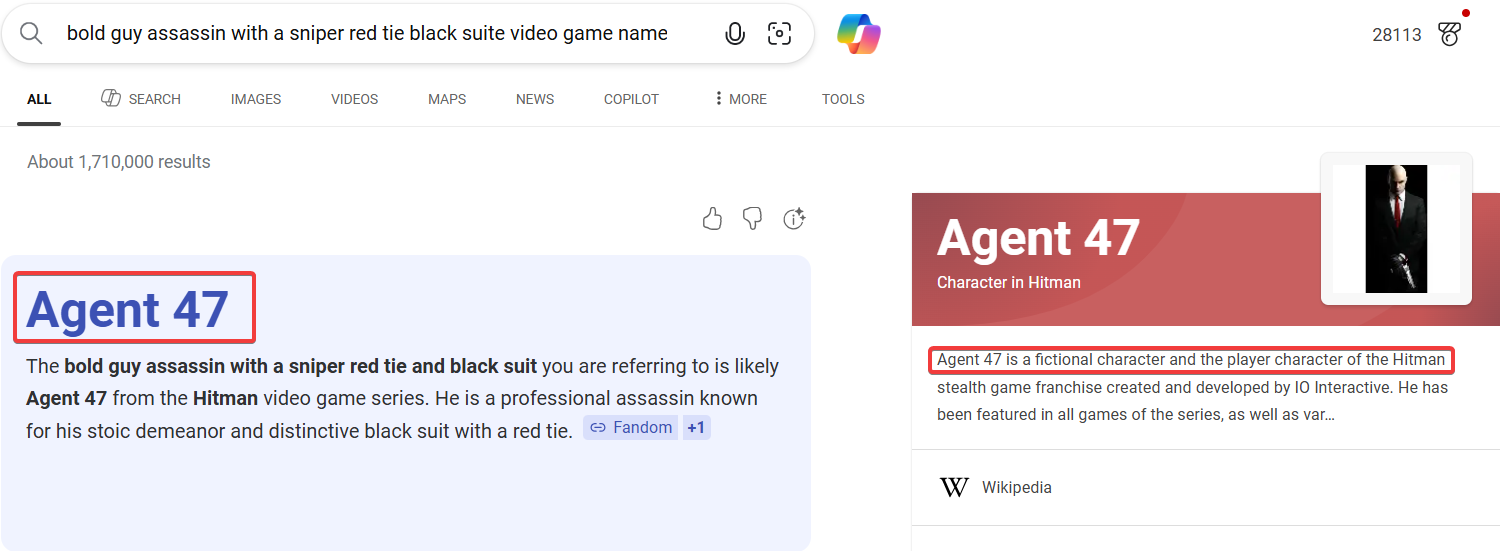 bold guy assassin with a sniper red tie black suite video game name
28113
ALL SEARCH IMAGES VIDEOS MAPS NEWS COPILOT MORE TOOLS
About 1,710,000 results
Agent 47
The bold guy assassin with a sniper red tie and black suit you are referring to is likely
Agent 47 from the Hitman video game series. He is a professional assassin known
for his stoic demeanor and distinctive black suit with a red tie. Fandom +1
Agent 47
Character in Hitman
Agent 47 is a fictional character and the player character of the Hitman
stealth game franchise created and developed by IO Interactive. He has
been featured in all games of the series, as well as var...
W Wikipedia